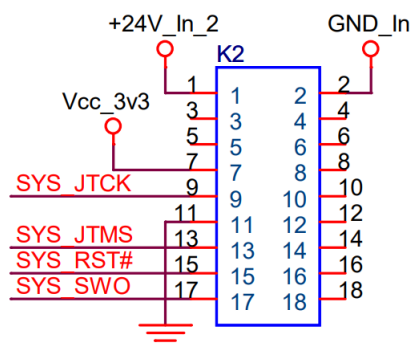 +24V_In_2 GND_In
K2
1 1 2 2
Vcc_3v3 3 3 4 4
5 5 6 6
7 7 8 8
SYS_JTCK 9 9 10 10
11 11 12 12
SYS_JTMS 13 13 14 14
SYS_RST# 15 15 16 16
SYS_SWO 17 17 18 18